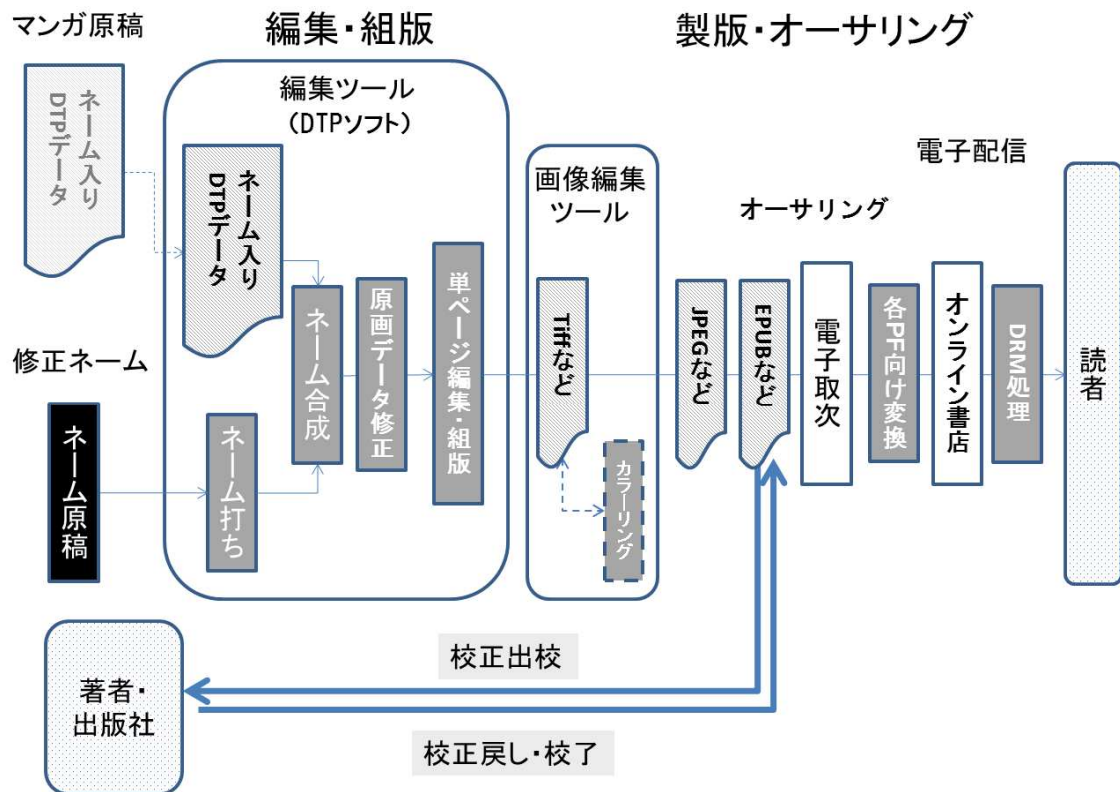 マンガ原稿
編集・組版
製版・オーサリング
ネーム入り
DTPデータ
編集ツール
(DTPソフト)
ネーム入り
DTPデータ
画像編集
ツール
オーサリング
電子配信
修正ネーム
ネーム原稿
ネーム打ち
ネーム合成
原画データ修正
単ページ編集・組版
Tiffなど
カラーリング
JPEGなど
EPUBなど
電子取次
各PF向け変換
オンライン書店
DRM処理
読者
著者・
出版社
校正出校
校正戻し・校了